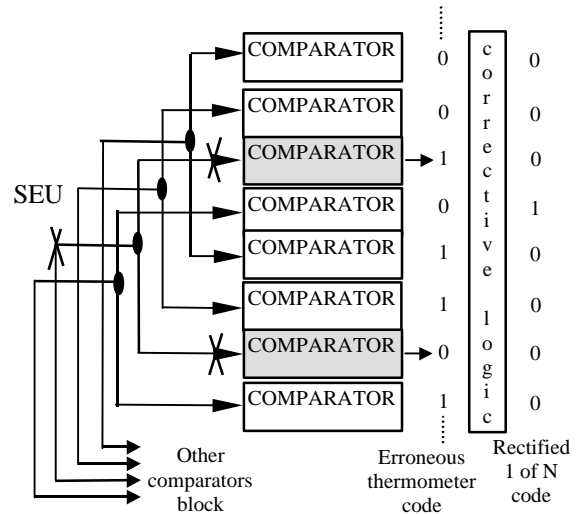 COMPARATOR 0 0
COMPARATOR 0 0
COMPARATOR 1 0
COMPARATOR 0 1
COMPARATOR 1 0
COMPARATOR 1 0
COMPARATOR 0 0
COMPARATOR 1 0
corrective logic
SEU
Other
comparators
block
Erroneous
thermometer
code
Rectified
1 of N
code